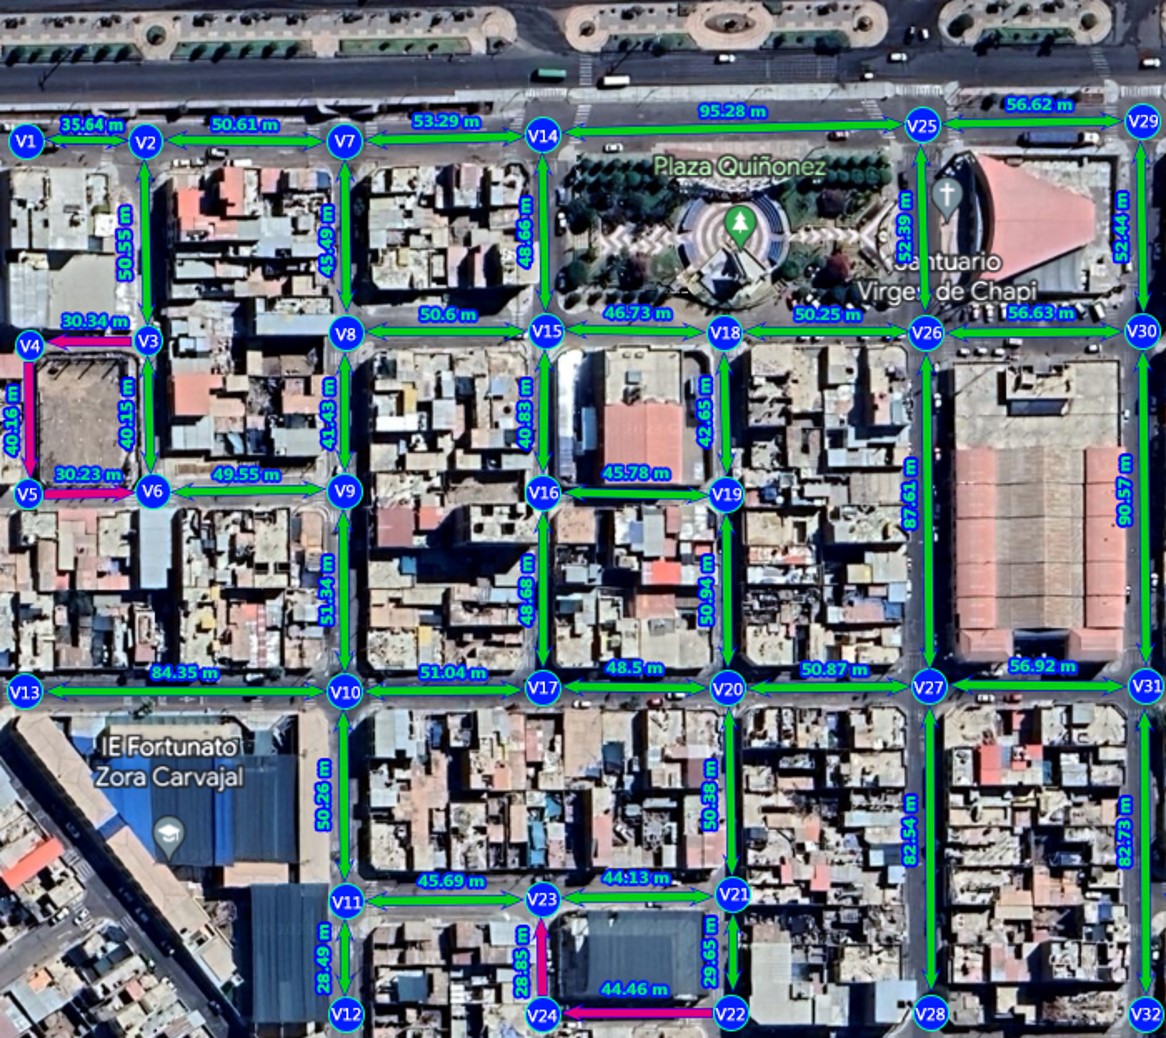 35.64 m
50.61 m
53.29 m
95.28 m
56.62 m
V1
V2
V7
V14
V25
V29
Plaza Quiñonez
50.55 m
45.49 m
48.66 m
52.39 m
52.44 m
Santuario
Virgen de Chapi
30.34 m
50.6 m
46.73 m
50.25 m
56.63 m
V4
V3
V8
V15
V18
V26
V30
40.16 m
40.15 m
41.43 m
40.83 m
42.65 m
30.23 m
49.55 m
45.78 m
V5
V6
V9
V16
V19
87.61 m
90.57 m
51.34 m
48.68 m
50.94 m
84.35 m
51.04 m
48.5 m
50.87 m
56.92 m
V13
V10
V17
V20
V27
V31
IE Fortunato
Zora Carvajal
50.26 m
50.38 m
82.54 m
82.73 m
45.69 m
44.13 m
V11
V23
V21
28.49 m
28.85 m
29.65 m
44.46 m
V12
V24
V22
V28
V32